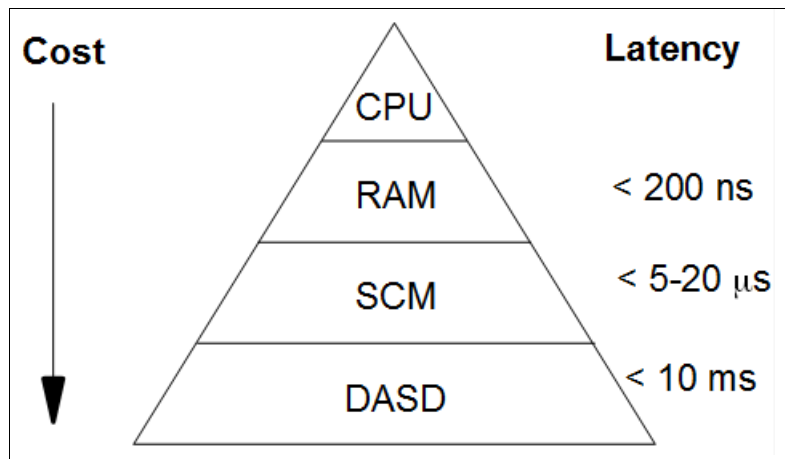 Cost
Latency
CPU
RAM
< 200 ns
SCM
< 5-20 μs
DASD
< 10 ms